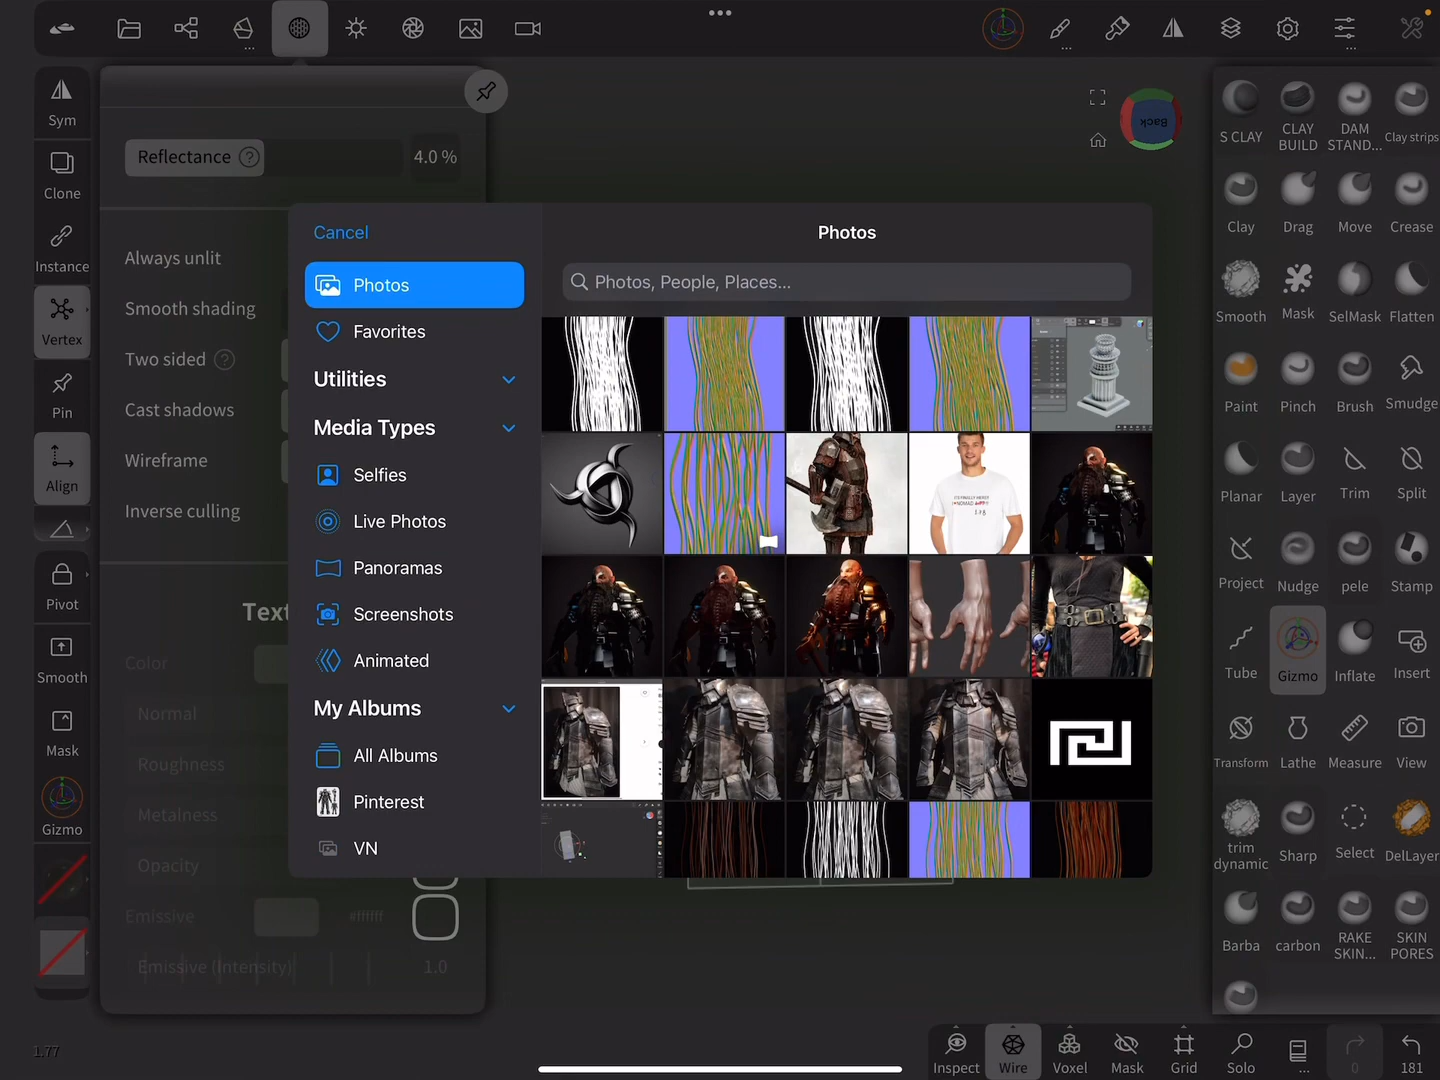 Back
Sym
Clone
Instance
Vertex
Pin
Align
Pivot
Smooth
Mask
Gizmo
1.77
Reflectance ?
4.0 %
Always unlit
Smooth shading
Two sided ?
Cast shadows
Wireframe
Inverse culling
Text
Color
Normal
Roughness
Metalness
Opacity
Emissive
#ffffff
Emissive (Intensity)
1.0
Cancel
Photos
Favorites
Utilities
Media Types
Selfies
Live Photos
Panoramas
Screenshots
Animated
My Albums
All Albums
Pinterest
VN
Photos
Photos, People, Places...
S CLAY
CLAY BUILD
DAM STAND...
Clay strips
Clay
Drag
Move
Crease
Smooth
Mask
SelMask
Flatten
Paint
Pinch
Brush
Smudge
Planar
Layer
Trim
Split
Project
Nudge
pele
Stamp
Tube
Gizmo
Inflate
Insert
Transform
Lathe
Measure
View
trim dynamic
Sharp
Select
DelLayer
Barba
carbon
RAKE SKIN...
SKIN PORES
Inspect
Wire
Voxel
Mask
Grid
Solo
...
0
181